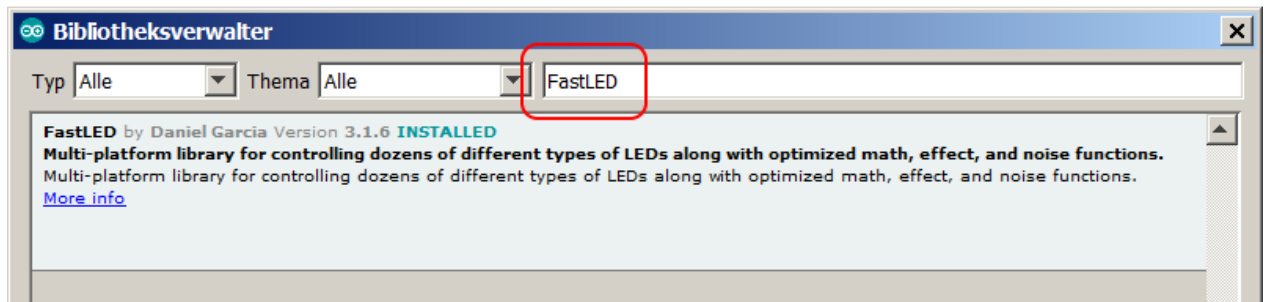 Bibliotheksverwalter
Typ Alle Thema Alle FastLED
FastLED by Daniel Garcia Version 3.1.6 INSTALLED
Multi-platform library for controlling dozens of different types of LEDs along with optimized math, effect, and noise functions.
Multi-platform library for controlling dozens of different types of LEDs along with optimized math, effect, and noise functions.
More info